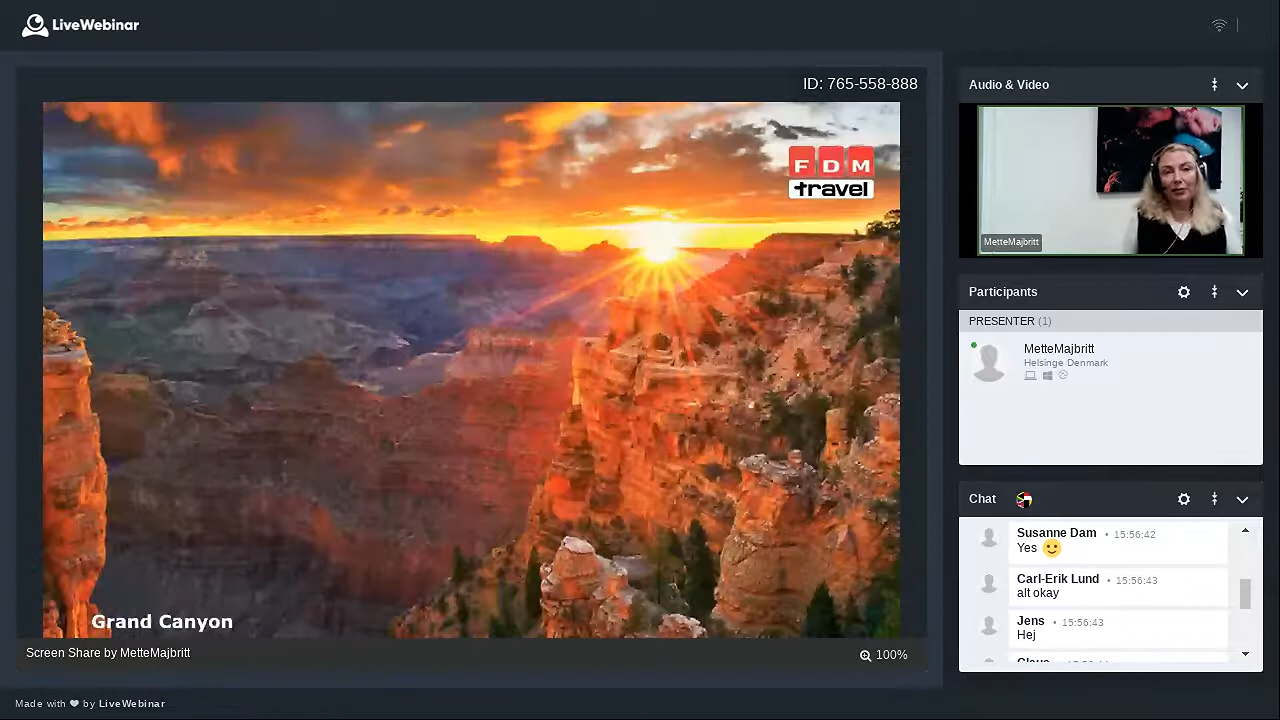 LiveWebinar
ID: 765-558-888
FDM
travel
Grand Canyon
Screen Share by MetteMajbritt
100%
Audio & Video
MetteMajbritt
Participants
PRESENTER (1)
MetteMajbritt
Helsinge Denmark
Chat
Susanne Dam • 15:56:42
Yes 🙂
Carl-Erik Lund • 15:56:43
alt okay
Jens • 15:56:43
Hej
Made with ❤ by LiveWebinar